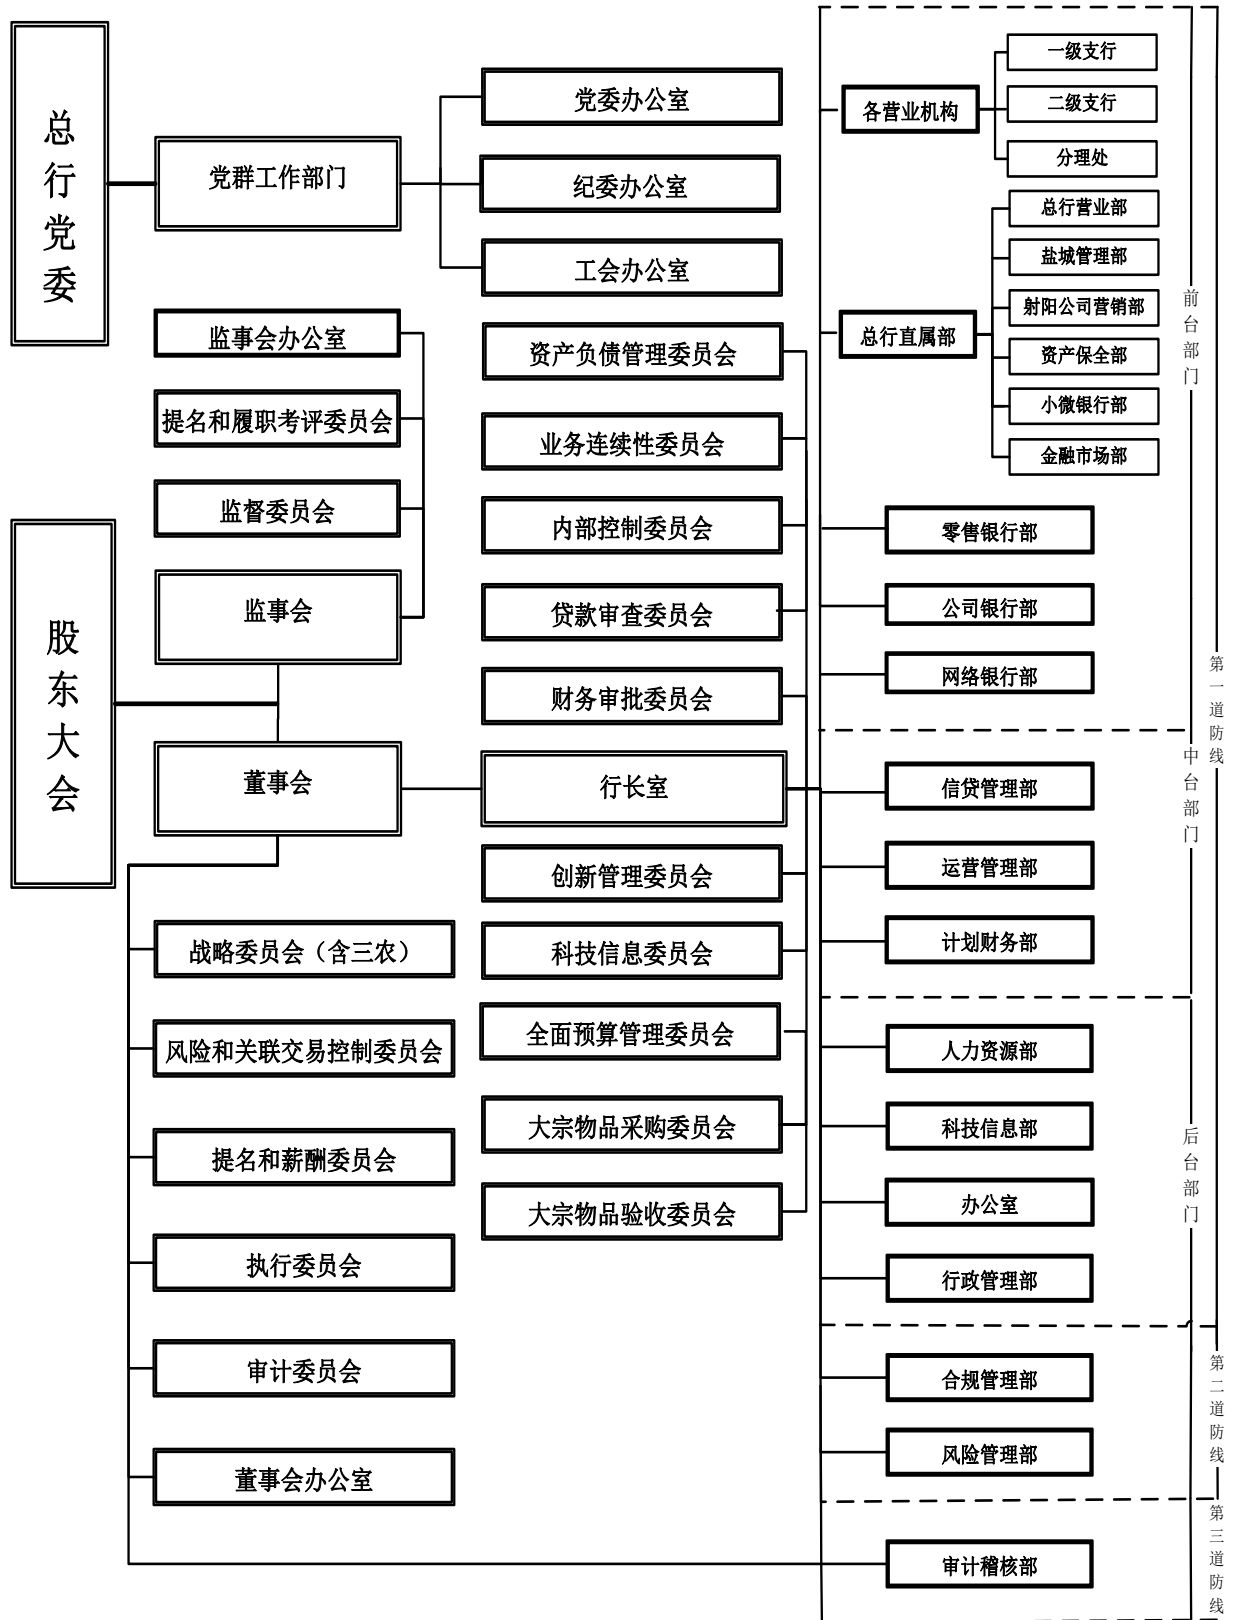 总行党委
党群工作部门
党委办公室
纪委办公室
工会办公室
监事会办公室
提名和履职考评委员会
监督委员会
监事会
股东大会
董事会
战略委员会（含三农）
风险和关联交易控制委员会
提名和薪酬委员会
执行委员会
审计委员会
董事会办公室
资产负债管理委员会
业务连续性委员会
内部控制委员会
贷款审查委员会
财务审批委员会
行长室
创新管理委员会
科技信息委员会
全面预算管理委员会
大宗物品采购委员会
大宗物品验收委员会
各营业机构
一级支行
二级支行
分理处
总行直属部
总行营业部
盐城管理部
射阳公司营销部
资产保全部
小微银行部
金融市场部
零售银行部
公司银行部
网络银行部
信贷管理部
运营管理部
计划财务部
人力资源部
科技信息部
办公室
行政管理部
合规管理部
风险管理部
审计稽核部
前台部门
中台部门
后台部门
第一道防线
第二道防线
第三道防线